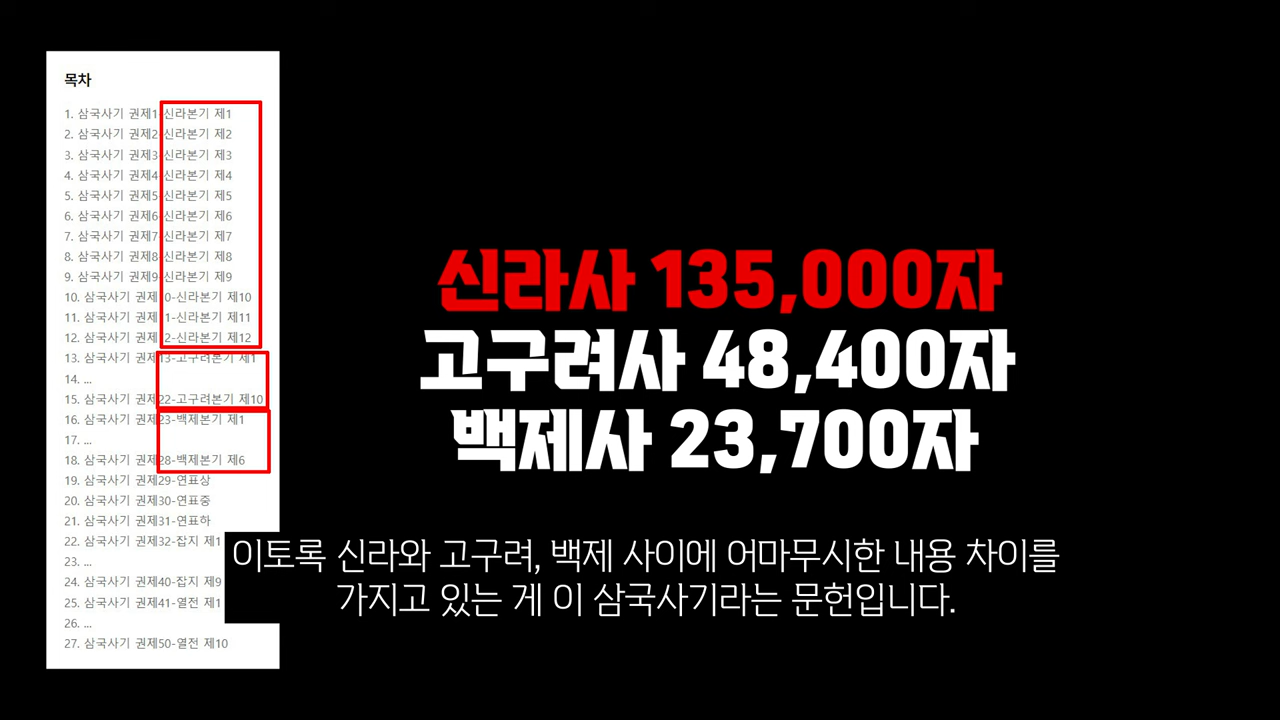 목차
1. 삼국사기 권제1-신라본기 제1
2. 삼국사기 권제2-신라본기 제2
3. 삼국사기 권제3-신라본기 제3
4. 삼국사기 권제4-신라본기 제4
5. 삼국사기 권제5-신라본기 제5
6. 삼국사기 권제6-신라본기 제6
7. 삼국사기 권제7-신라본기 제7
8. 삼국사기 권제8-신라본기 제8
9. 삼국사기 권제9-신라본기 제9
10. 삼국사기 권제10-신라본기 제10
11. 삼국사기 권제11-신라본기 제11
12. 삼국사기 권제12-신라본기 제12
13. 삼국사기 권제13-고구려본기 제1
14. ...
15. 삼국사기 권제22-고구려본기 제10
16. 삼국사기 권제23-백제본기 제1
17. ...
18. 삼국사기 권제28-백제본기 제6
19. 삼국사기 권제29-연표상
20. 삼국사기 권제30-연표중
21. 삼국사기 권제31-연표하
22. 삼국사기 권제32-잡지 제1
23. ...
24. 삼국사기 권제40-잡지 제9
25. 삼국사기 권제41-열전 제1
26. ...
27. 삼국사기 권제50-열전 제10
신라사 135,000자
고구려사 48,400자
백제사 23,700자
이토록 신라와 고구려, 백제 사이에 어마무시한 내용 차이를
가지고 있는 게 이 삼국사기라는 문헌입니다.